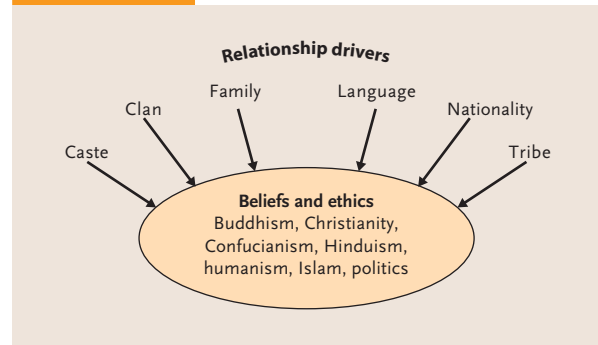 Relationship drivers
Family
Language
Clan
Nationality
Caste
Tribe
Beliefs and ethics
Buddhism, Christianity,
Confucianism, Hinduism,
humanism, Islam, politics